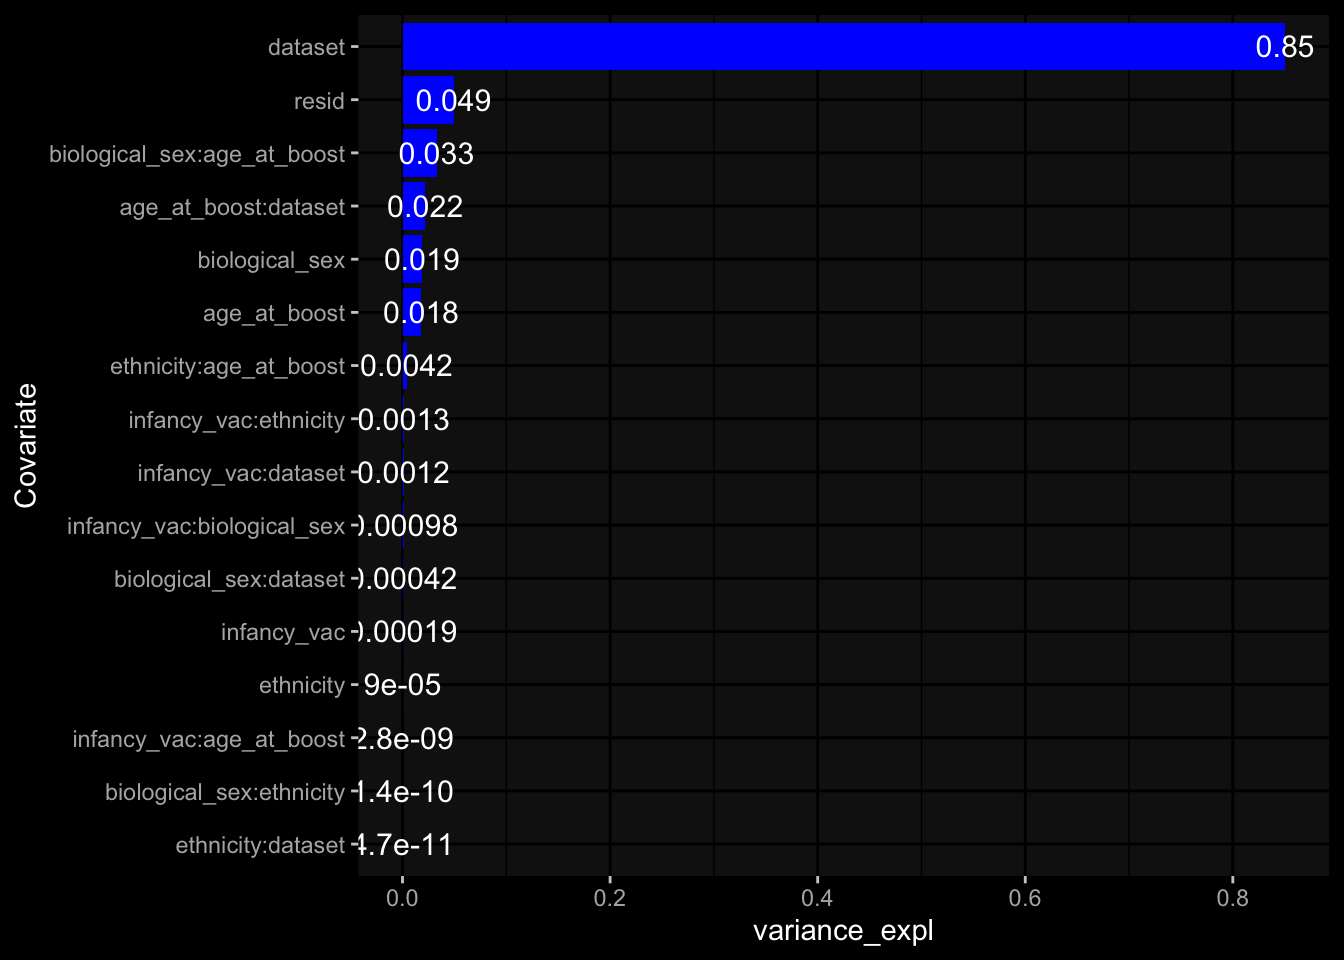 dataset 0.85
resid 0.049
biological_sex:age_at_boost 0.033
age_at_boost:dataset 0.022
biological_sex 0.019
age_at_boost 0.018
ethnicity:age_at_boost 0.0042
infancy_vac:ethnicity 0.0013
infancy_vac:dataset 0.0012
infancy_vac:biological_sex 0.00098
biological_sex:dataset 0.00042
infancy_vac 0.00019
ethnicity 9e-05
infancy_vac:age_at_boost 2.8e-09
biological_sex:ethnicity 1.4e-10
ethnicity:dataset 4.7e-11
Covariate
0.0 0.2 0.4 0.6 0.8
variance_expl